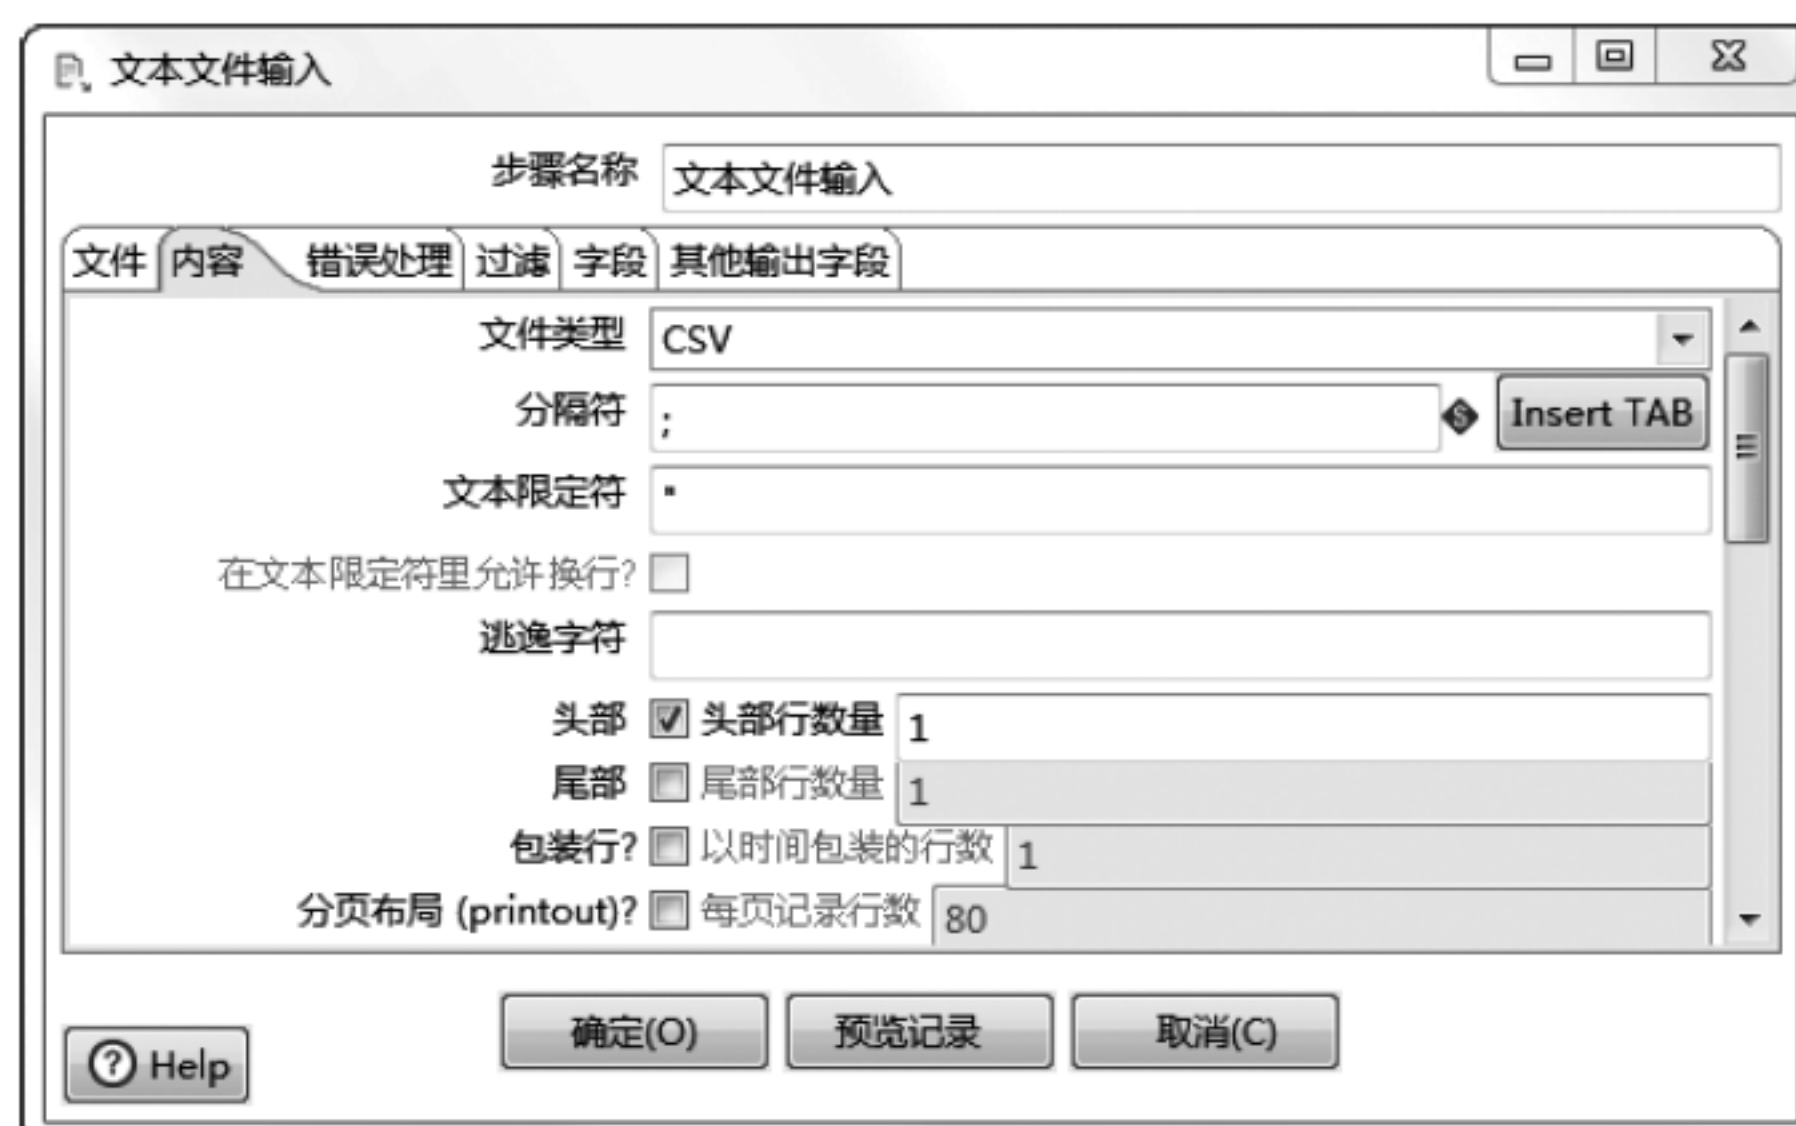 文本文件输入
步骤名称 文本文件输入
文件 内容 错误处理 过滤 字段 其他输出字段
文件类型 CSV
分隔符 ; Insert TAB
文本限定符 "
在文本限定符里允许换行?
逃逸字符
头部 头部行数量 1
尾部 尾部行数量 1
包装行? 以时间包装的行数 1
分页布局 (printout)? 每页记录行数 80
确定(O) 预览记录 取消(C)
Help